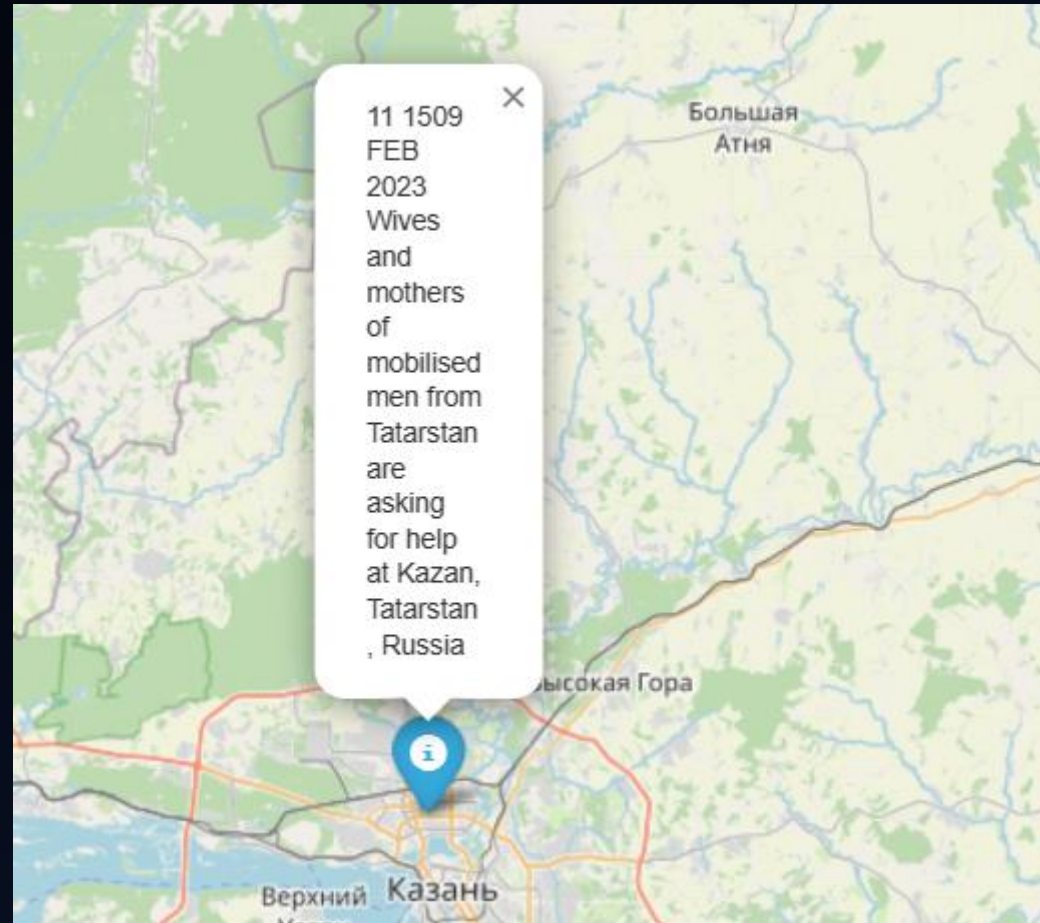 11 1509
FEB
2023
Wives
and
mothers
of
mobilised
men from
Tatarstan
are
asking
for help
at Kazan,
Tatarstan
, Russia
Большая
Атня
ысокая Гора
Верхний
Казань